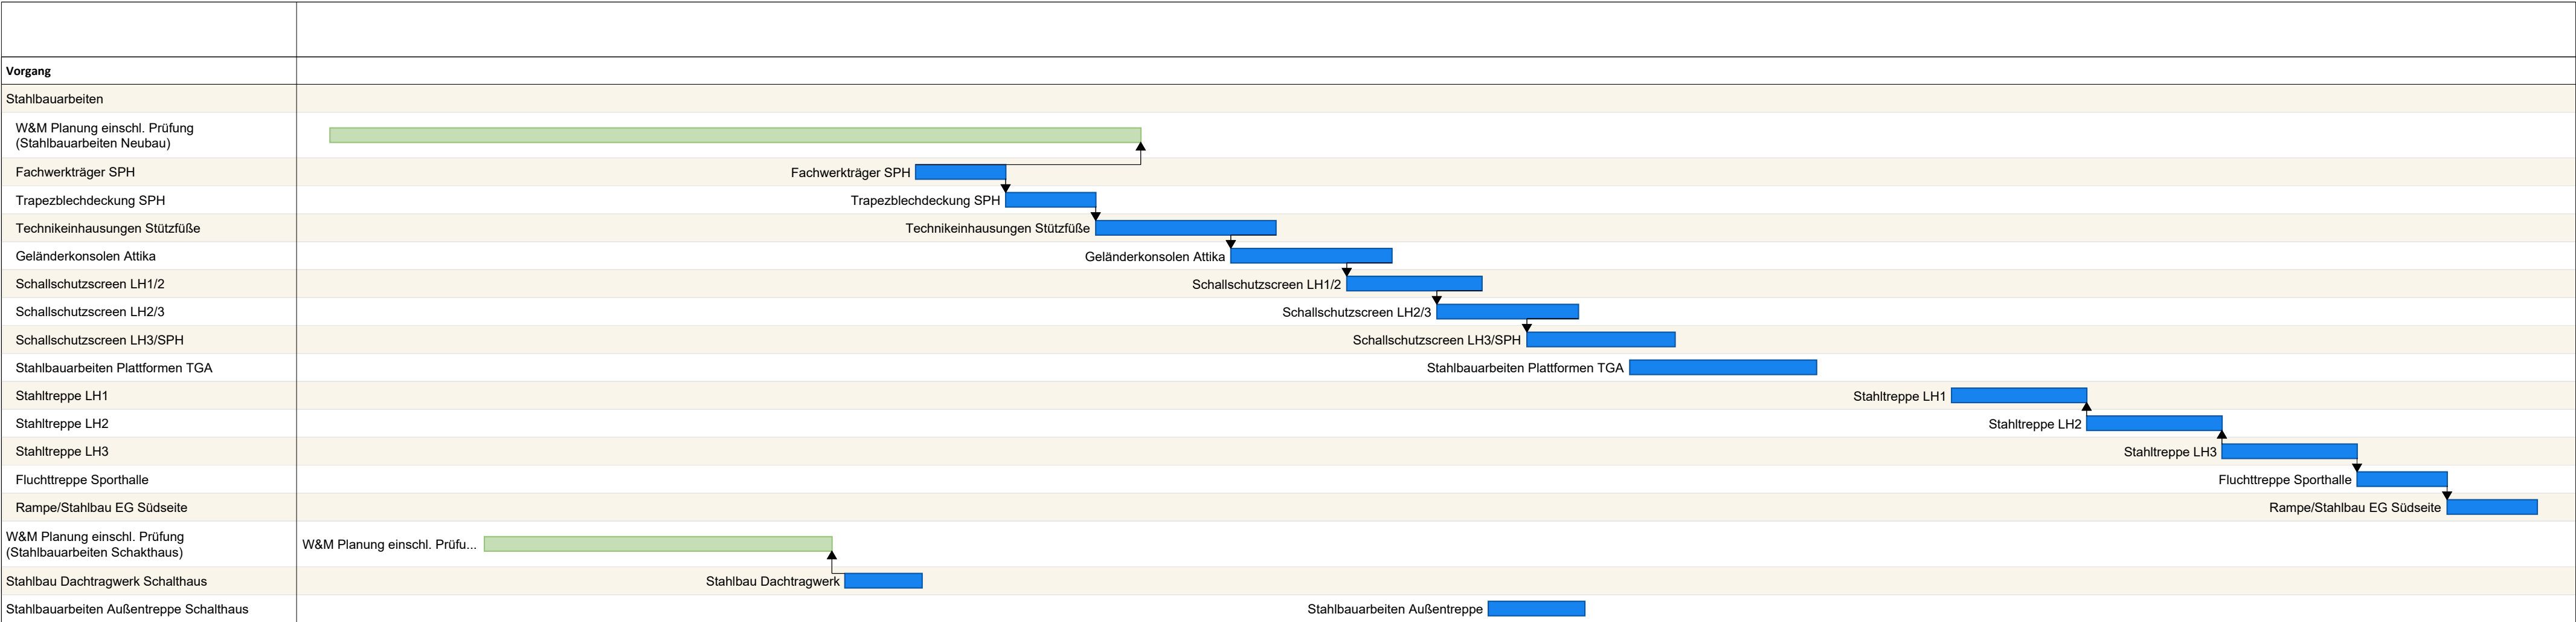 Vorgang
Stahlbauarbeiten
W&M Planung einschl. Prüfung
(Stahlbauarbeiten Neubau)
Fachwerkträger SPH
Fachwerkträger SPH
Trapezblechdeckung SPH
Trapezblechdeckung SPH
Technikeinhausungen Stützfüße
Technikeinhausungen Stützfüße
Geländerkonsolen Attika
Geländerkonsolen Attika
Schallschutzscreen LH1/2
Schallschutzscreen LH1/2
Schallschutzscreen LH2/3
Schallschutzscreen LH2/3
Schallschutzscreen LH3/SPH
Schallschutzscreen LH3/SPH
Stahlbauarbeiten Plattformen TGA
Stahlbauarbeiten Plattformen TGA
Stahltreppe LH1
Stahltreppe LH1
Stahltreppe LH2
Stahltreppe LH2
Stahltreppe LH3
Stahltreppe LH3
Fluchttreppe Sporthalle
Fluchttreppe Sporthalle
Rampe/Stahlbau EG Südseite
Rampe/Stahlbau EG Südseite
W&M Planung einschl. Prüfung
(Stahlbauarbeiten Schakthaus)
W&M Planung einschl. Prüfu...
Stahlbau Dachtragwerk Schalthaus
Stahlbau Dachtragwerk
Stahlbauarbeiten Außentreppe Schalthaus
Stahlbauarbeiten Außentreppe